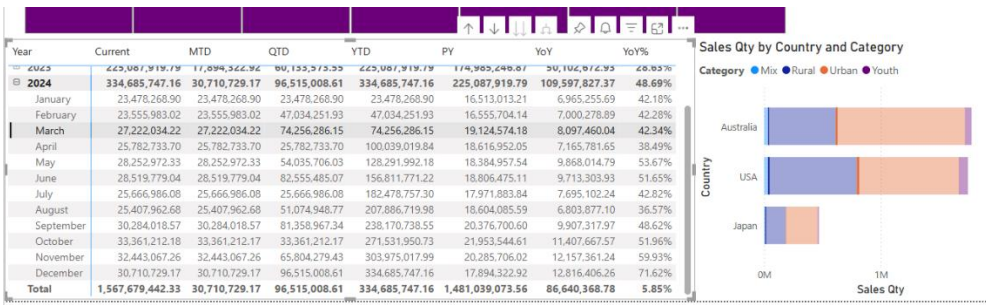 Year Current MTD QTD YTD PY YoY YoY%
2023 225,087,919.79 17,894,322.92 60,133,573.55 225,087,919.79 174,985,246.87 50,102,672.93 28.63%
2024 334,685,747.16 30,710,729.17 96,515,008.61 334,685,747.16 225,087,919.79 109,597,827.37 48.69%
January 23,478,268.90 23,478,268.90 23,478,268.90 23,478,268.90 16,513,013.21 6,965,255.69 42.18%
February 23,555,983.02 23,555,983.02 47,034,251.93 47,034,251.93 16,555,704.14 7,000,278.89 42.28%
March 27,222,034.22 27,222,034.22 74,256,286.15 74,256,286.15 19,124,574.18 8,097,460.04 42.34%
April 25,782,733.70 25,782,733.70 25,782,733.70 100,039,019.84 18,616,952.05 7,165,781.65 38.49%
May 28,252,972.33 28,252,972.33 54,035,706.03 128,291,992.18 18,384,957.54 9,868,014.79 53.67%
June 28,519,779.04 28,519,779.04 82,555,485.07 156,811,771.22 18,806,475.11 9,713,303.93 51.65%
July 25,666,986.08 25,666,986.08 25,666,986.08 182,478,757.30 17,971,883.84 7,695,102.24 42.82%
August 25,407,962.68 25,407,962.68 51,074,948.77 207,886,719.98 18,604,085.59 6,803,877.10 36.57%
September 30,284,018.57 30,284,018.57 81,358,967.34 238,170,738.55 20,376,700.60 9,907,317.97 48.62%
October 33,361,212.18 33,361,212.17 33,361,212.17 271,531,950.73 21,953,544.61 11,407,667.57 51.96%
November 32,443,067.26 32,443,067.26 65,804,279.43 303,975,017.99 20,285,706.02 12,157,361.24 59.93%
December 30,710,729.17 30,710,729.17 96,515,008.61 334,685,747.16 17,894,322.92 12,816,406.26 71.62%
Total 1,567,679,442.33 30,710,729.17 96,515,008.61 334,685,747.16 1,481,039,073.56 86,640,368.78 5.85%
Sales Qty by Country and Category
Category Mix Rural Urban Youth
Country
Australia
USA
Japan
0M 1M
Sales Qty